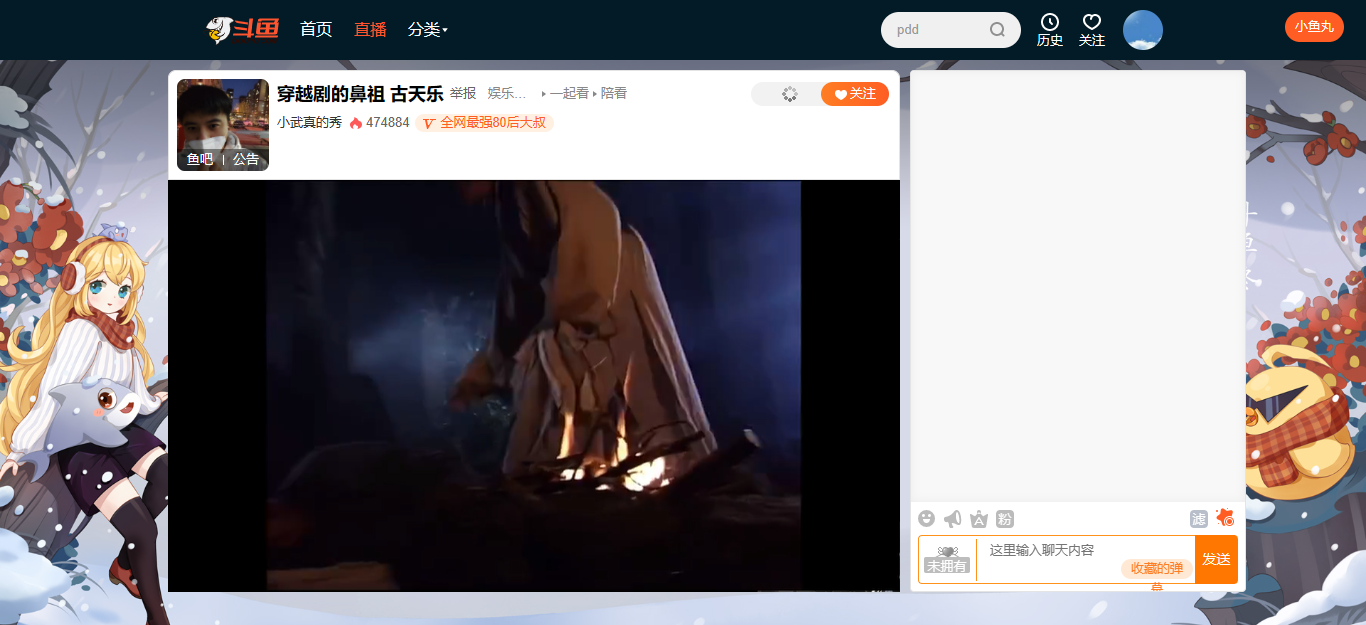 斗鱼 首页 直播 分类 pdd 历史 关注 小鱼丸
穿越剧的鼻祖 古天乐 举报 娱乐... 一起看 陪看 关注
小武真的秀 474884 全网最强80后大叔
鱼吧 | 公告
粉 滤
未拥有 这里输入聊天内容 收藏的弹幕 发送